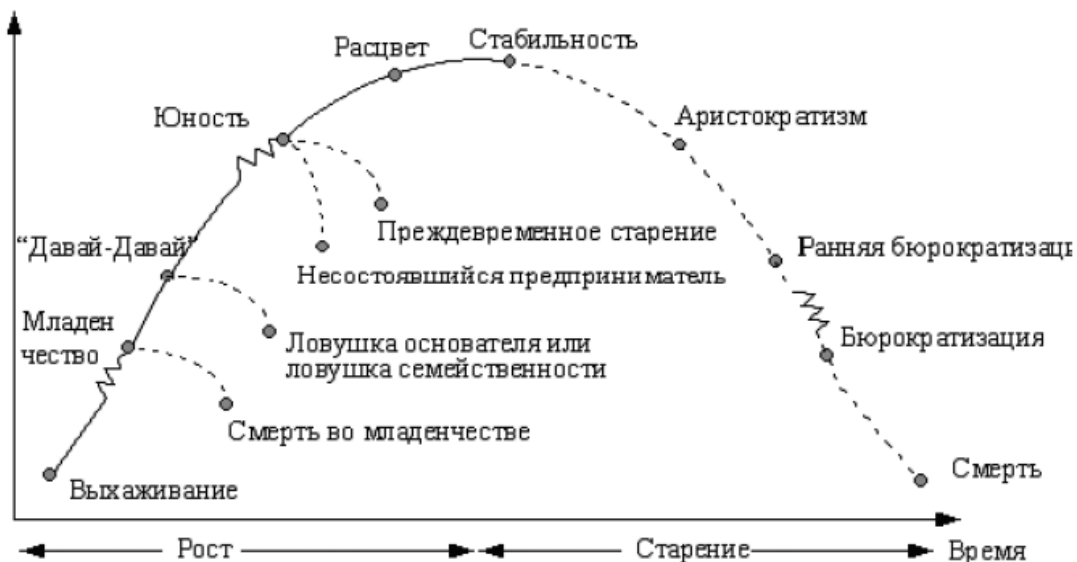 Расцвет
Стабильность
Юность
Аристократизм
Преждевременное старение
“Давай-Давай”
Несостоявшийся предприниматель
Ранняя бюрократизаць
Младен
чество
Ловушка основателя или
ловушка семейственности
Бюрократизация
Смерть во младенчестве
Выхаживание
Смерть
Рост
Старение
Время